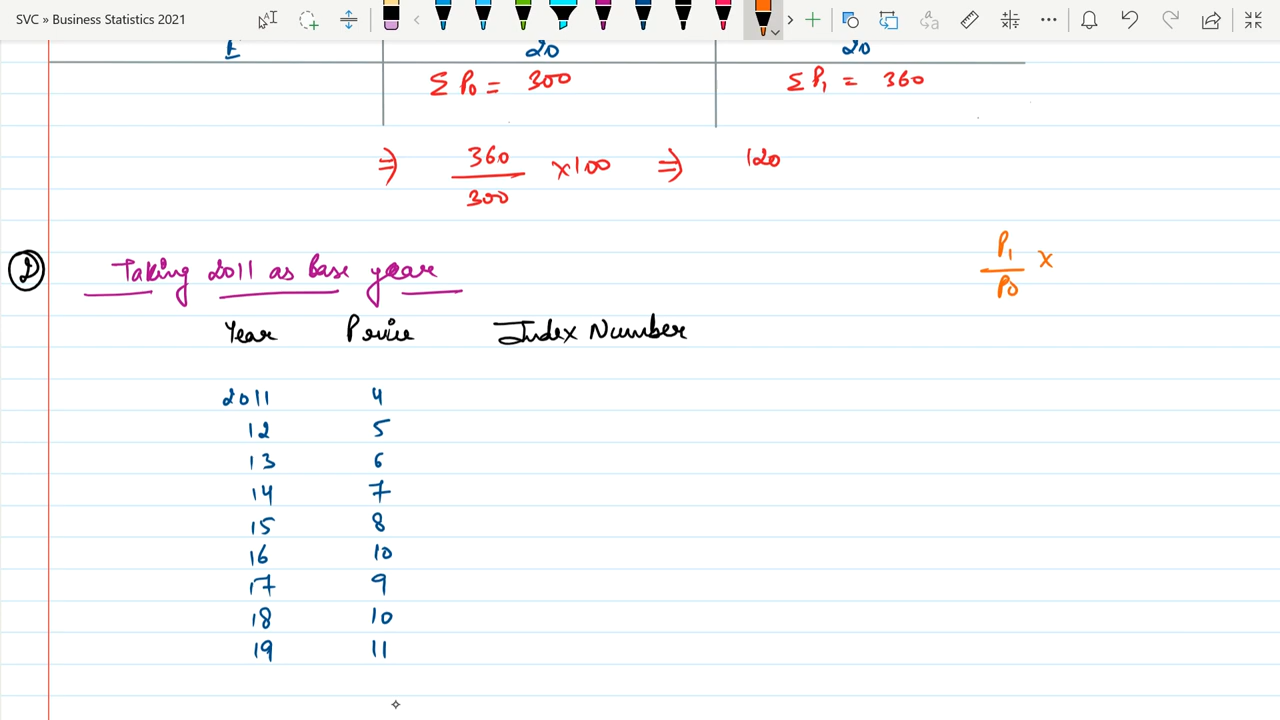 SVC » Business Statistics 2021
E 20 20
Σ P0 = 300 Σ P1 = 360
⇒ 360/300 ×100 ⇒ 120
P1/P0 ×
② Taking 2011 as base year
Year Price Index Number
2011 4
12 5
13 6
14 7
15 8
16 10
17 9
18 10
19 11